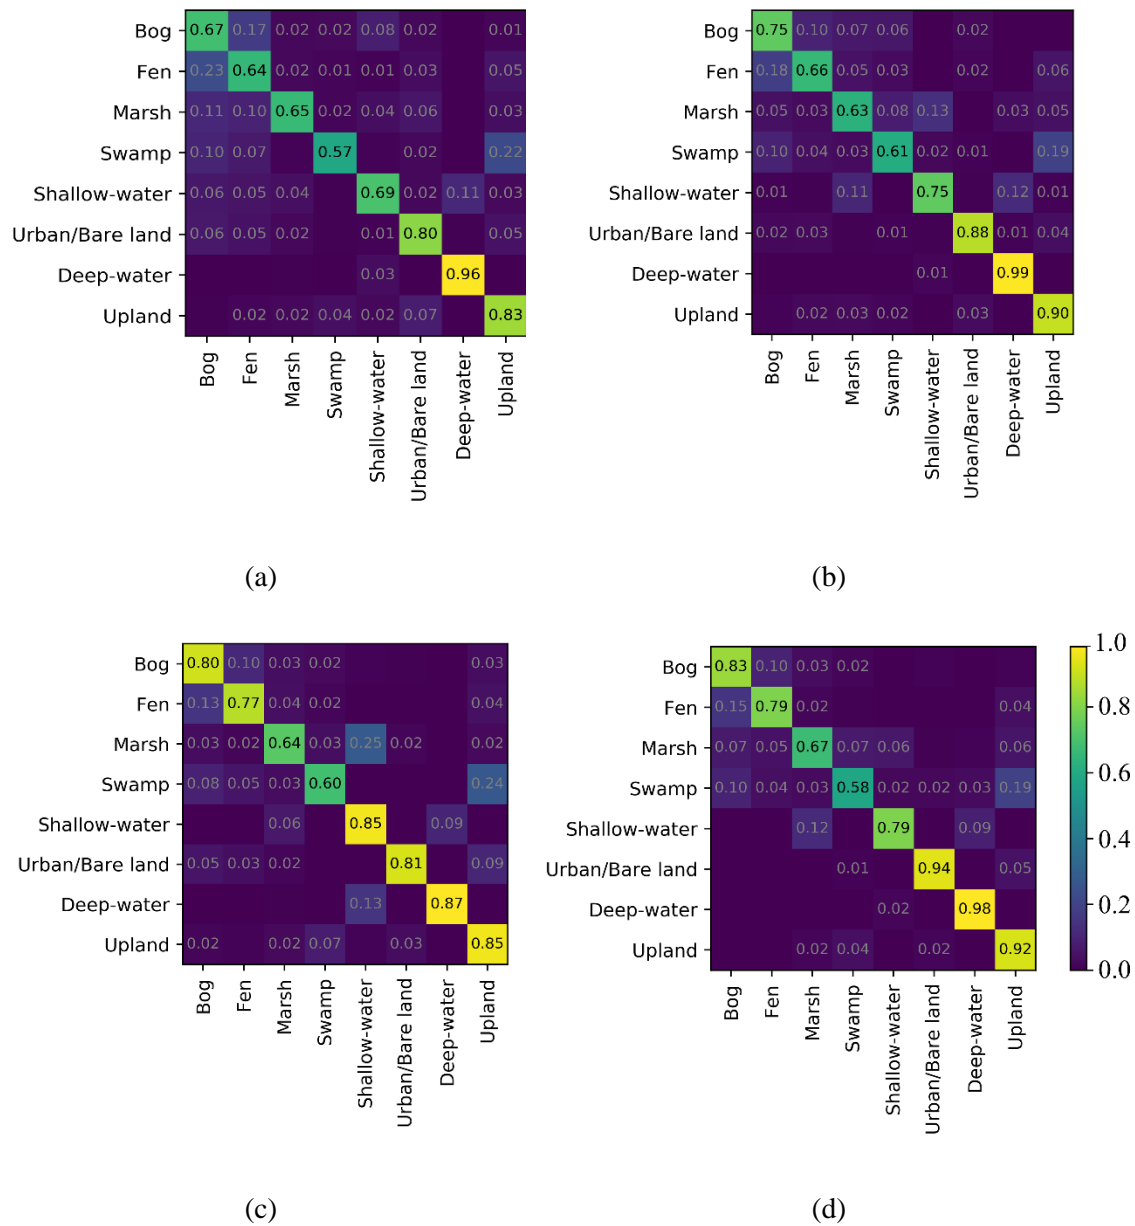 Bog 0.67 0.17 0.02 0.02 0.08 0.02 0.01
Fen 0.23 0.64 0.02 0.01 0.01 0.03 0.05
Marsh 0.11 0.10 0.65 0.02 0.04 0.06 0.03
Swamp 0.10 0.07 0.57 0.02 0.22
Shallow-water 0.06 0.05 0.04 0.69 0.02 0.11 0.03
Urban/Bare land 0.06 0.05 0.02 0.01 0.80 0.05
Deep-water 0.03 0.96
Upland 0.02 0.02 0.04 0.02 0.07 0.83
Bog Fen Marsh Swamp Shallow-water Urban/Bare land Deep-water Upland
(a)
Bog 0.75 0.10 0.07 0.06 0.02
Fen 0.18 0.66 0.05 0.03 0.02 0.06
Marsh 0.05 0.03 0.63 0.08 0.13 0.03 0.05
Swamp 0.10 0.04 0.03 0.61 0.02 0.01 0.19
Shallow-water 0.01 0.11 0.75 0.12 0.01
Urban/Bare land 0.02 0.03 0.01 0.88 0.01 0.04
Deep-water 0.01 0.99
Upland 0.02 0.03 0.02 0.03 0.90
Bog Fen Marsh Swamp Shallow-water Urban/Bare land Deep-water Upland
(b)
Bog 0.80 0.10 0.03 0.02 0.03
Fen 0.13 0.77 0.04 0.02 0.04
Marsh 0.03 0.02 0.64 0.03 0.25 0.02 0.02
Swamp 0.08 0.05 0.03 0.60 0.24
Shallow-water 0.06 0.85 0.09
Urban/Bare land 0.05 0.03 0.02 0.81 0.09
Deep-water 0.13 0.87
Upland 0.02 0.02 0.07 0.03 0.85
Bog Fen Marsh Swamp Shallow-water Urban/Bare land Deep-water Upland
(c)
Bog 0.83 0.10 0.03 0.02
Fen 0.15 0.79 0.02 0.04
Marsh 0.07 0.05 0.67 0.07 0.06 0.06
Swamp 0.10 0.04 0.03 0.58 0.02 0.02 0.03 0.19
Shallow-water 0.12 0.79 0.09
Urban/Bare land 0.01 0.94 0.05
Deep-water 0.02 0.98
Upland 0.02 0.04 0.02 0.92
Bog Fen Marsh Swamp Shallow-water Urban/Bare land Deep-water Upland
1.0
0.8
0.6
0.4
0.2
0.0
(d)